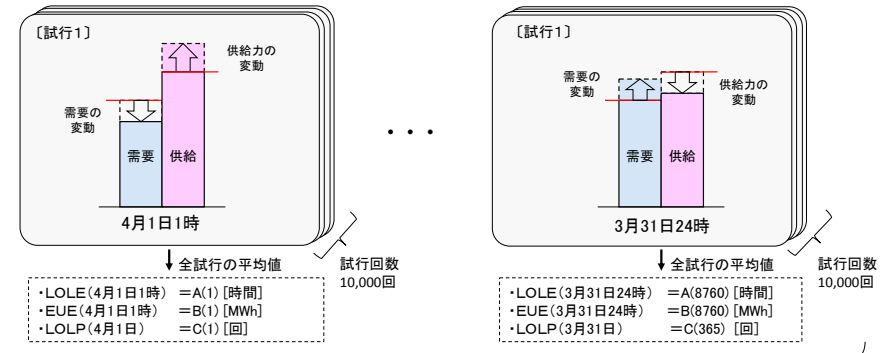 〔試行1〕
供給力の
変動
需要の
変動
需要
供給
4月1日1時
・・・
〔試行1〕
需要の
変動
供給力の
変動
需要
供給
3月31日24時
全試行の平均値
試行回数
10,000回
・LOLE(4月1日1時) =A(1) [時間]
・EUE(4月1日1時) =B(1) [MWh]
・LOLP(4月1日) =C(1) [回]
全試行の平均値
試行回数
10,000回
・LOLE(3月31日24時) =A(8760) [時間]
・EUE(3月31日24時) =B(8760) [MWh]
・LOLP(3月31日) =C(365) [回]